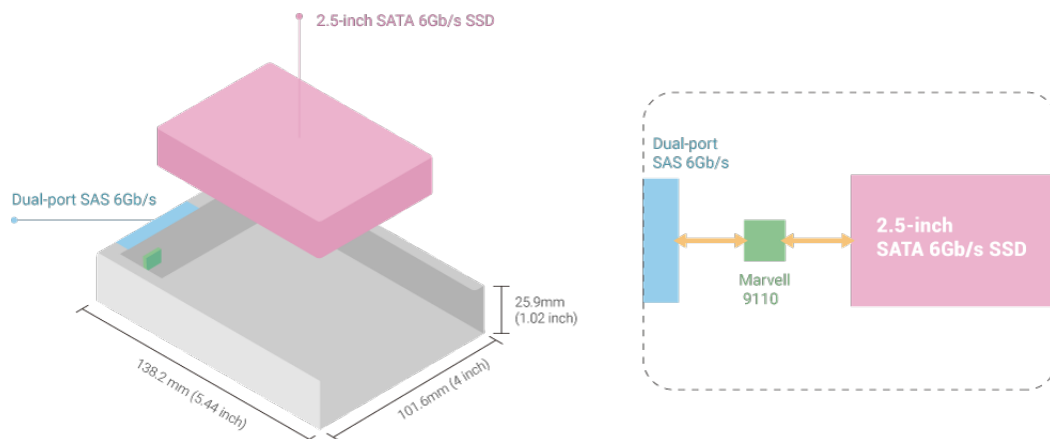 2.5-inch SATA 6Gb/s SSD
Dual-port SAS 6Gb/s
25.9mm
(1.02 inch)
138.2 mm (5.44 inch)
101.6mm (4 inch)
Dual-port
SAS 6Gb/s
2.5-inch
SATA 6Gb/s SSD
Marvell
9110